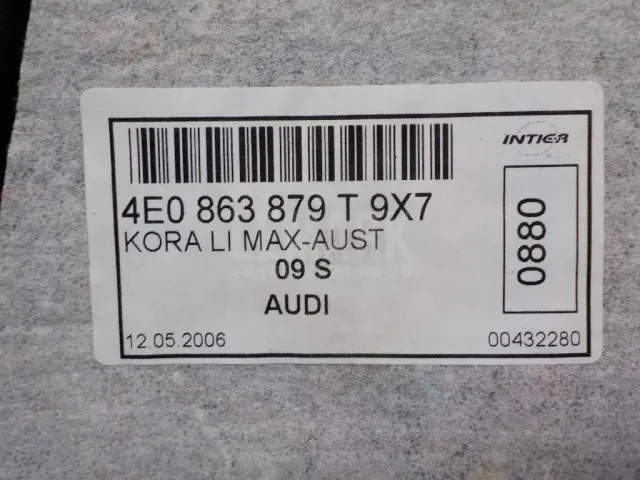 INTIER
4E0 863 879 T 9X7
KORA LI MAX-AUST
09 S
AUDI
0880
12.05.2006
00432280